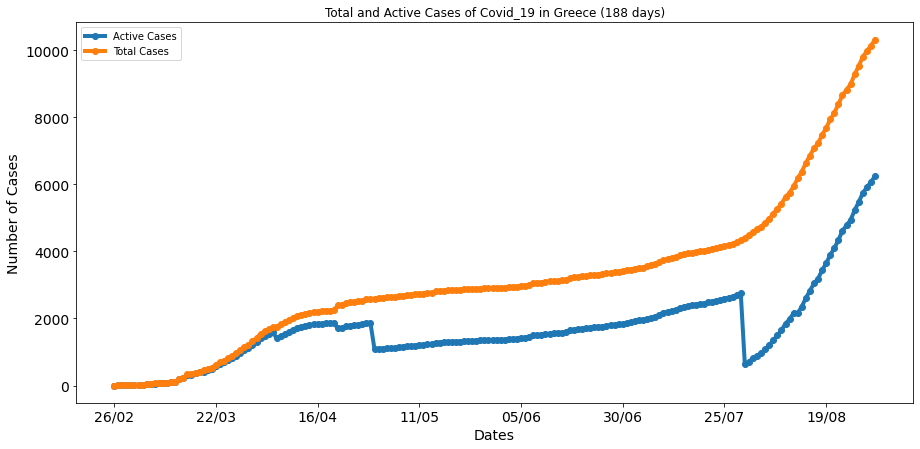 Total and Active Cases of Covid_19 in Greece (188 days)
Active Cases
Total Cases
10000
8000
6000
4000
2000
0
Number of Cases
26/02 22/03 16/04 11/05 05/06 30/06 25/07 19/08
Dates